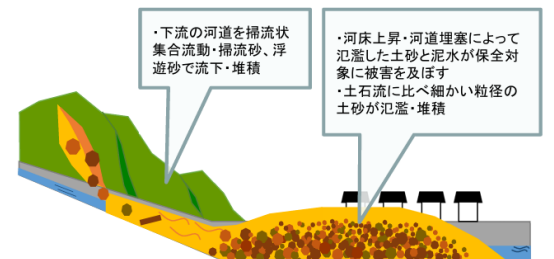 ・下流の河道を掃流状
集合流動・掃流砂、浮
遊砂で流下・堆積
・河床上昇・河道埋塞によって
氾濫した土砂と泥水が保全対
象に被害を及ぼす
・土石流に比べ細かい粒径の
土砂が氾濫・堆積